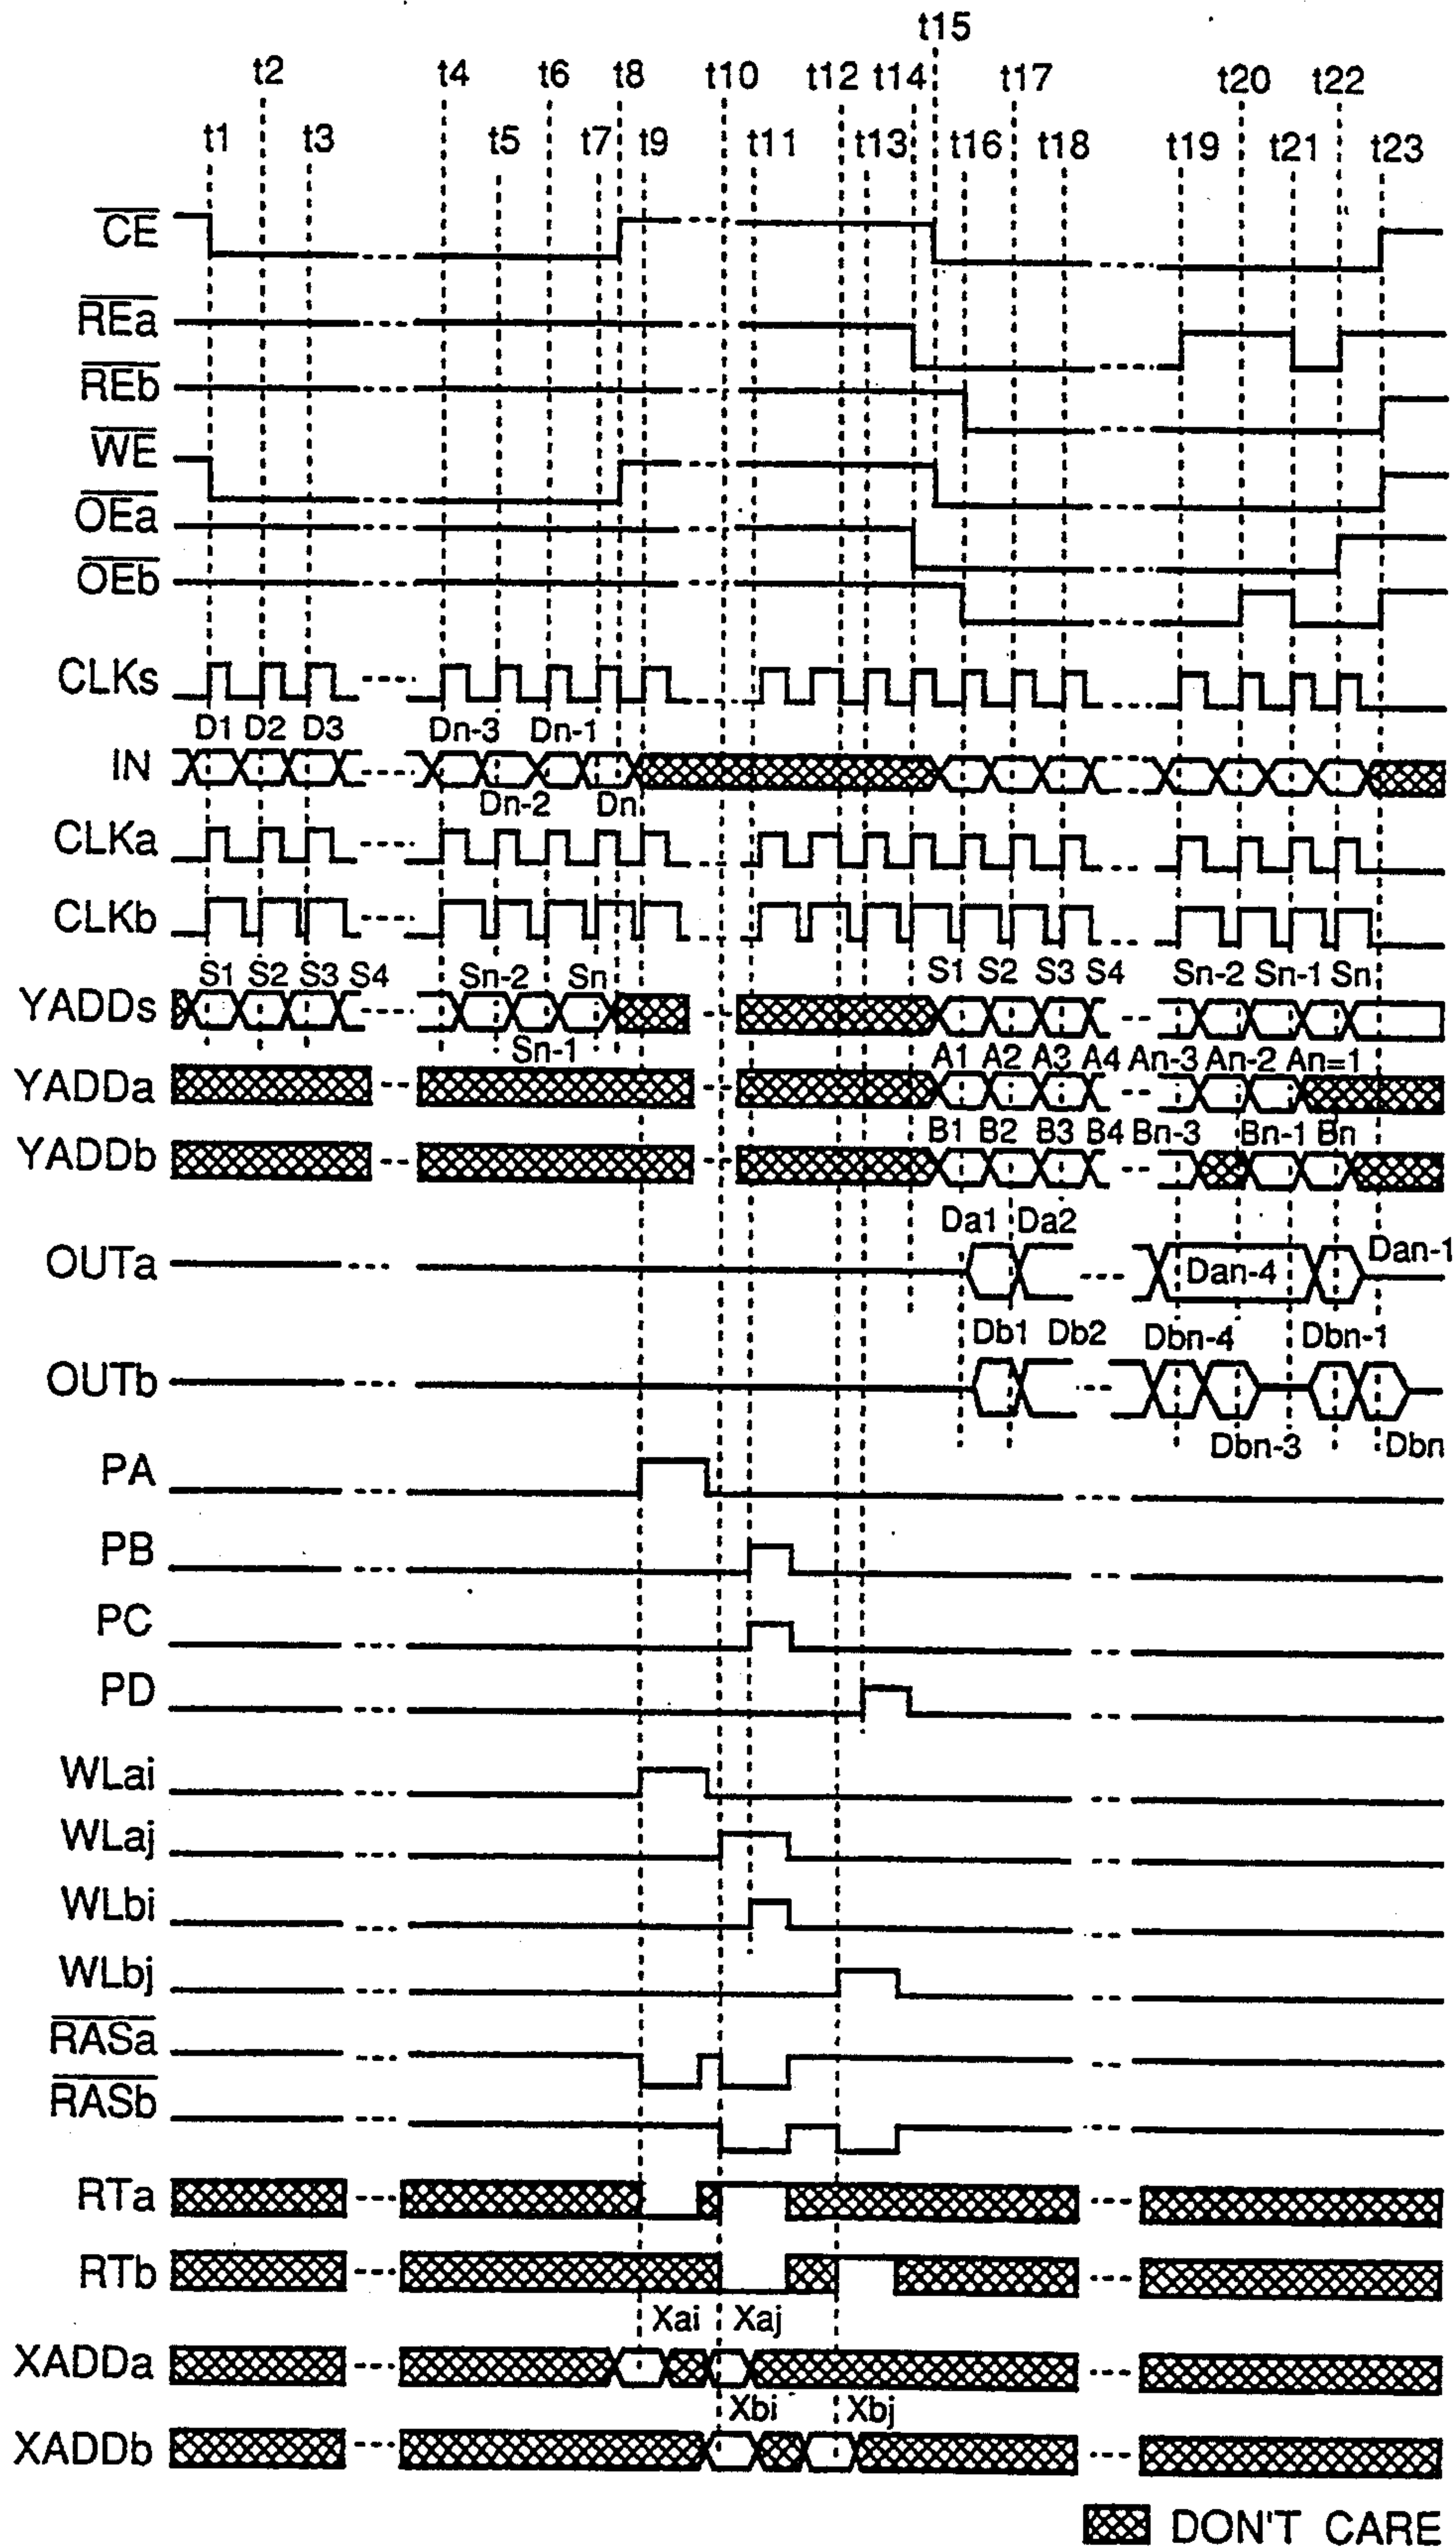 t15
t2 t4 t6 t8 t10 t12 t14 t17 t20 t22
t1 t3 t5 t7 t9 t11 t13 t16 t18 t19 t21 t23
CE
REa
REb
WE
OEa
OEb
CLKs
D1 D2 D3 Dn-3 Dn-1
IN
Dn-2 Dn
CLKa
CLKb
S1 S2 S3 S4 Sn-2 Sn S1 S2 S3 S4 Sn-2 Sn-1 Sn
YADDs
Sn-1
A1 A2 A3 A4 An-3 An-2 An=1
YADDa
B1 B2 B3 B4 Bn-3 Bn-1 Bn
YADDb
Da1 Da2 Dan-1
OUTa
Dan-4
Db1 Db2 Dbn-4 Dbn-1
OUTb
Dbn-3 Dbn
PA
PB
PC
PD
WLai
WLaj
WLbi
WLbj
RASa
RASb
RTa
RTb
Xai Xaj
XADDa
Xbi Xbj
XADDb
DON'T CARE